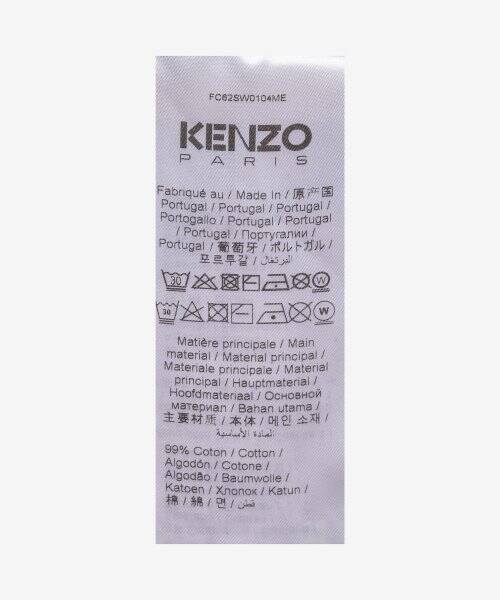 FC62SW0104ME
KENZO
PARIS
Fabriqué au / Made In / 原产国
Portugal / Portugal / Portugal /
Portogallo / Portugal / Portugal
/ Portugal / Португалии /
Portugal / 葡萄牙 / ポルトガル /
포르투갈 / البرتغال
30 W
30 W
Matière principale / Main
material / Material principal /
Materiale principale / Material
principal / Hauptmaterial /
Hoofdmateriaal / Основной
материал / Bahan utama /
主要材质 / 本体 / 메인 소재 /
المادة الأساسية
99% Coton / Cotton /
Algodón / Cotone /
Algodão / Baumwolle /
Katoen / Хлопок / Katun /
棉 / 綿 / 면 / قطن